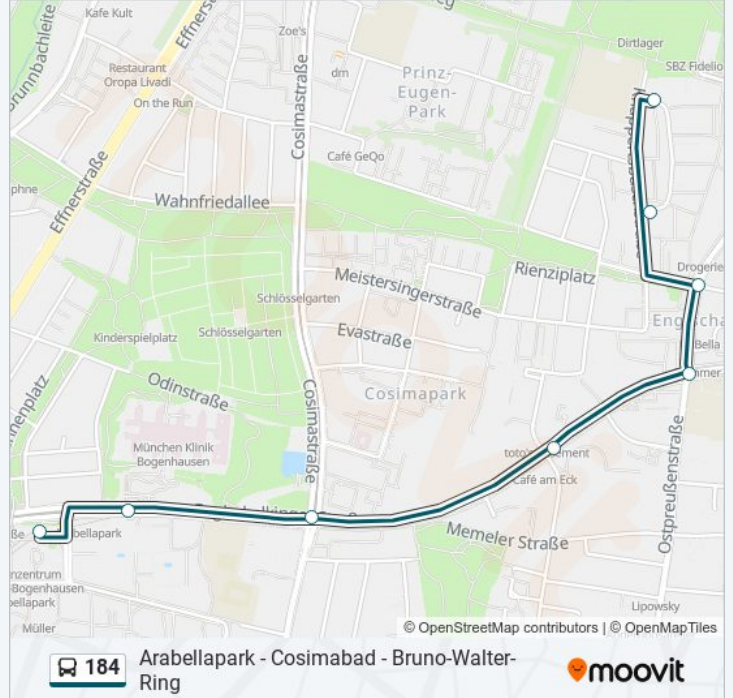 Kafe Kult
Zoe's
Dirtlager
SBZ Fidelio
Restaurant
Oropa Livadi
dm
Prinz-
Eugen-
Park
On the Run
Cosimastraße
Café GeQo
Effnerstraße
Wahnfriedallee
Rienziplatz
Drogerie
Meistersingerstraße
Schlösselgarten
Schlösselgarten
Kinderspielplatz
Evastraße
Bella
Odinstraße
Cosimapark
Cosimastraße
München Klinik
Bogenhausen
Café am Eck
Ostpreußenstraße
Memeler Straße
Bogenhausen
Lipowsky
Müller
© OpenStreetMap contributors | © OpenMapTiles
184
Arabellapark - Cosimabad - Bruno-Walter-
Ring
moovit